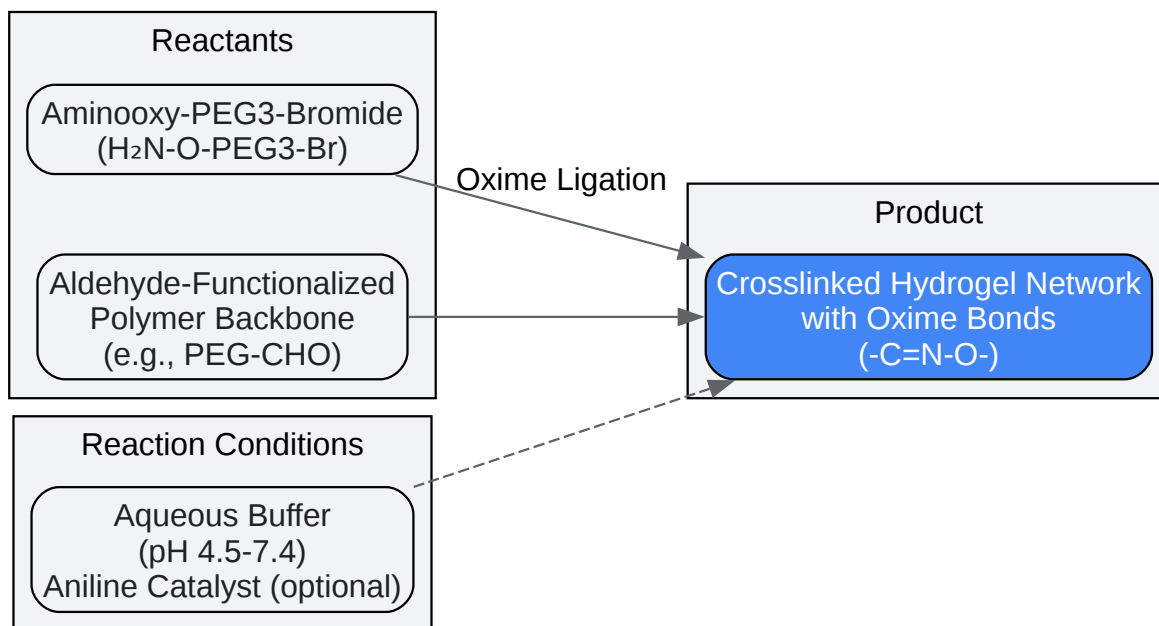 Reactants
Aminooxy-PEG3-Bromide
(H₂N-O-PEG3-Br)
Oxime Ligation
Aldehyde-Functionalized
Polymer Backbone
(e.g., PEG-CHO)
Product
Crosslinked Hydrogel Network
with Oxime Bonds
(-C=N-O-)
Reaction Conditions
Aqueous Buffer
(pH 4.5-7.4)
Aniline Catalyst (optional)